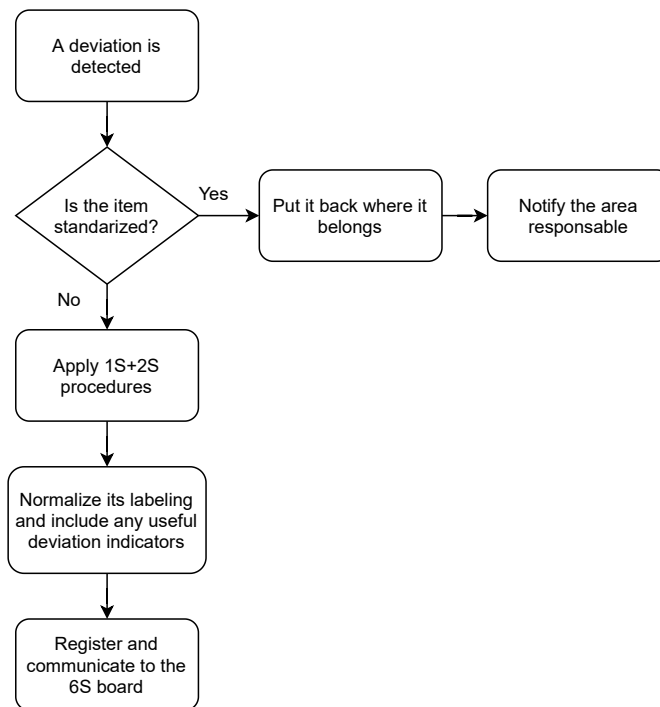 A deviation is
detected
Is the item
standarized?
Yes
Put it back where it
belongs
Notify the area
responsable
No
Apply 1S+2S
procedures
Normalize its labeling
and include any useful
deviation indicators
Register and
communicate to the
6S board